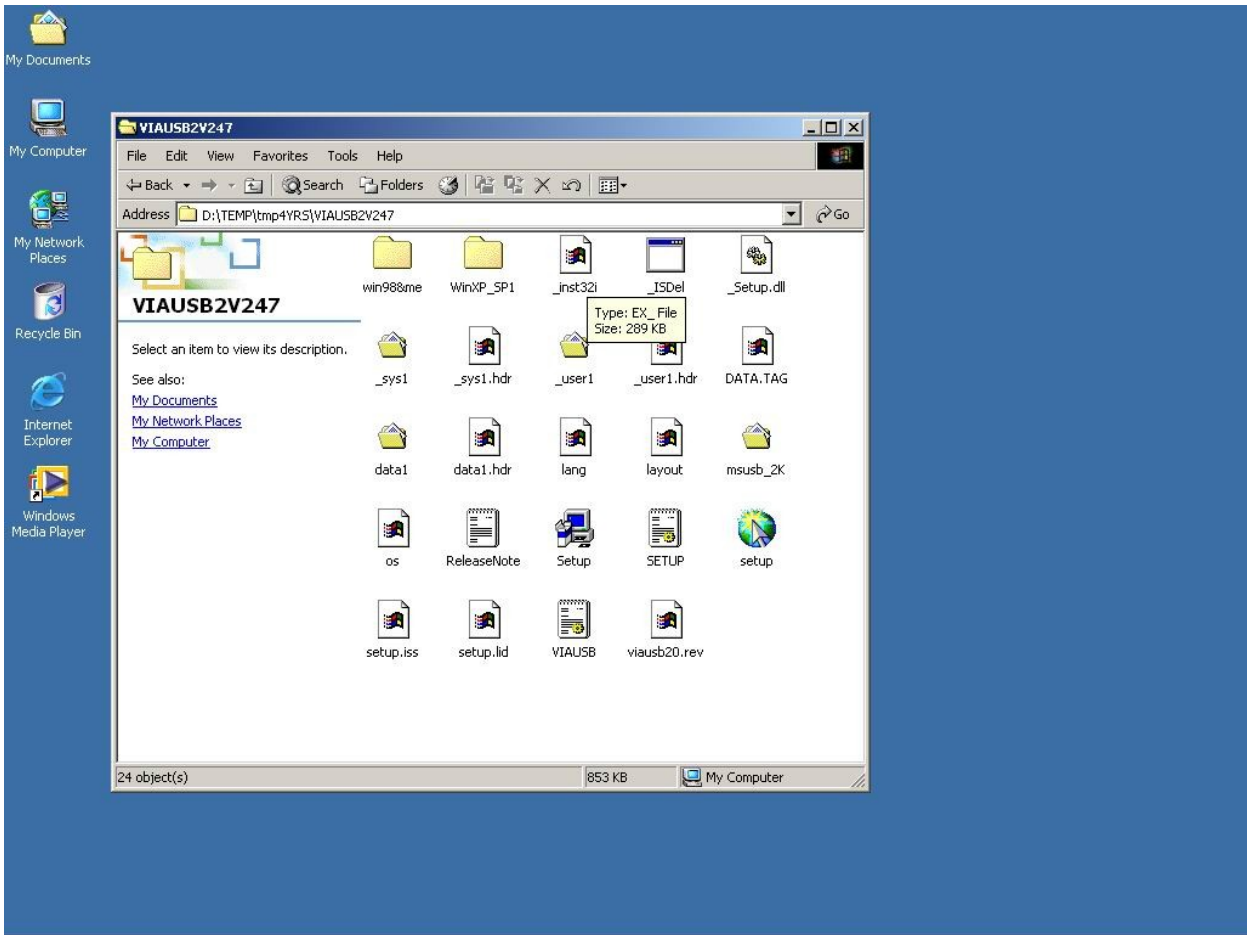 My Documents
My Computer
My Network
Places
Recycle Bin
Internet
Explorer
Windows
Media Player
VIAUSB2V247
File Edit View Favorites Tools Help
Back Search Folders
Address D:\TEMP\tmp4YRS\VIAUSB2V247 Go
VIAUSB2V247
Select an item to view its description.
See also:
My Documents
My Network Places
My Computer
win98&me WinXP_SP1 _inst32i _ISDel _Setup.dll
Type: EX_ File
Size: 289 KB
_sys1 _sys1.hdr _user1 _user1.hdr DATA.TAG
data1 data1.hdr lang layout msusb_2K
os ReleaseNote Setup SETUP setup
setup.iss setup.lid VIAUSB viausb20.rev
24 object(s) 853 KB My Computer